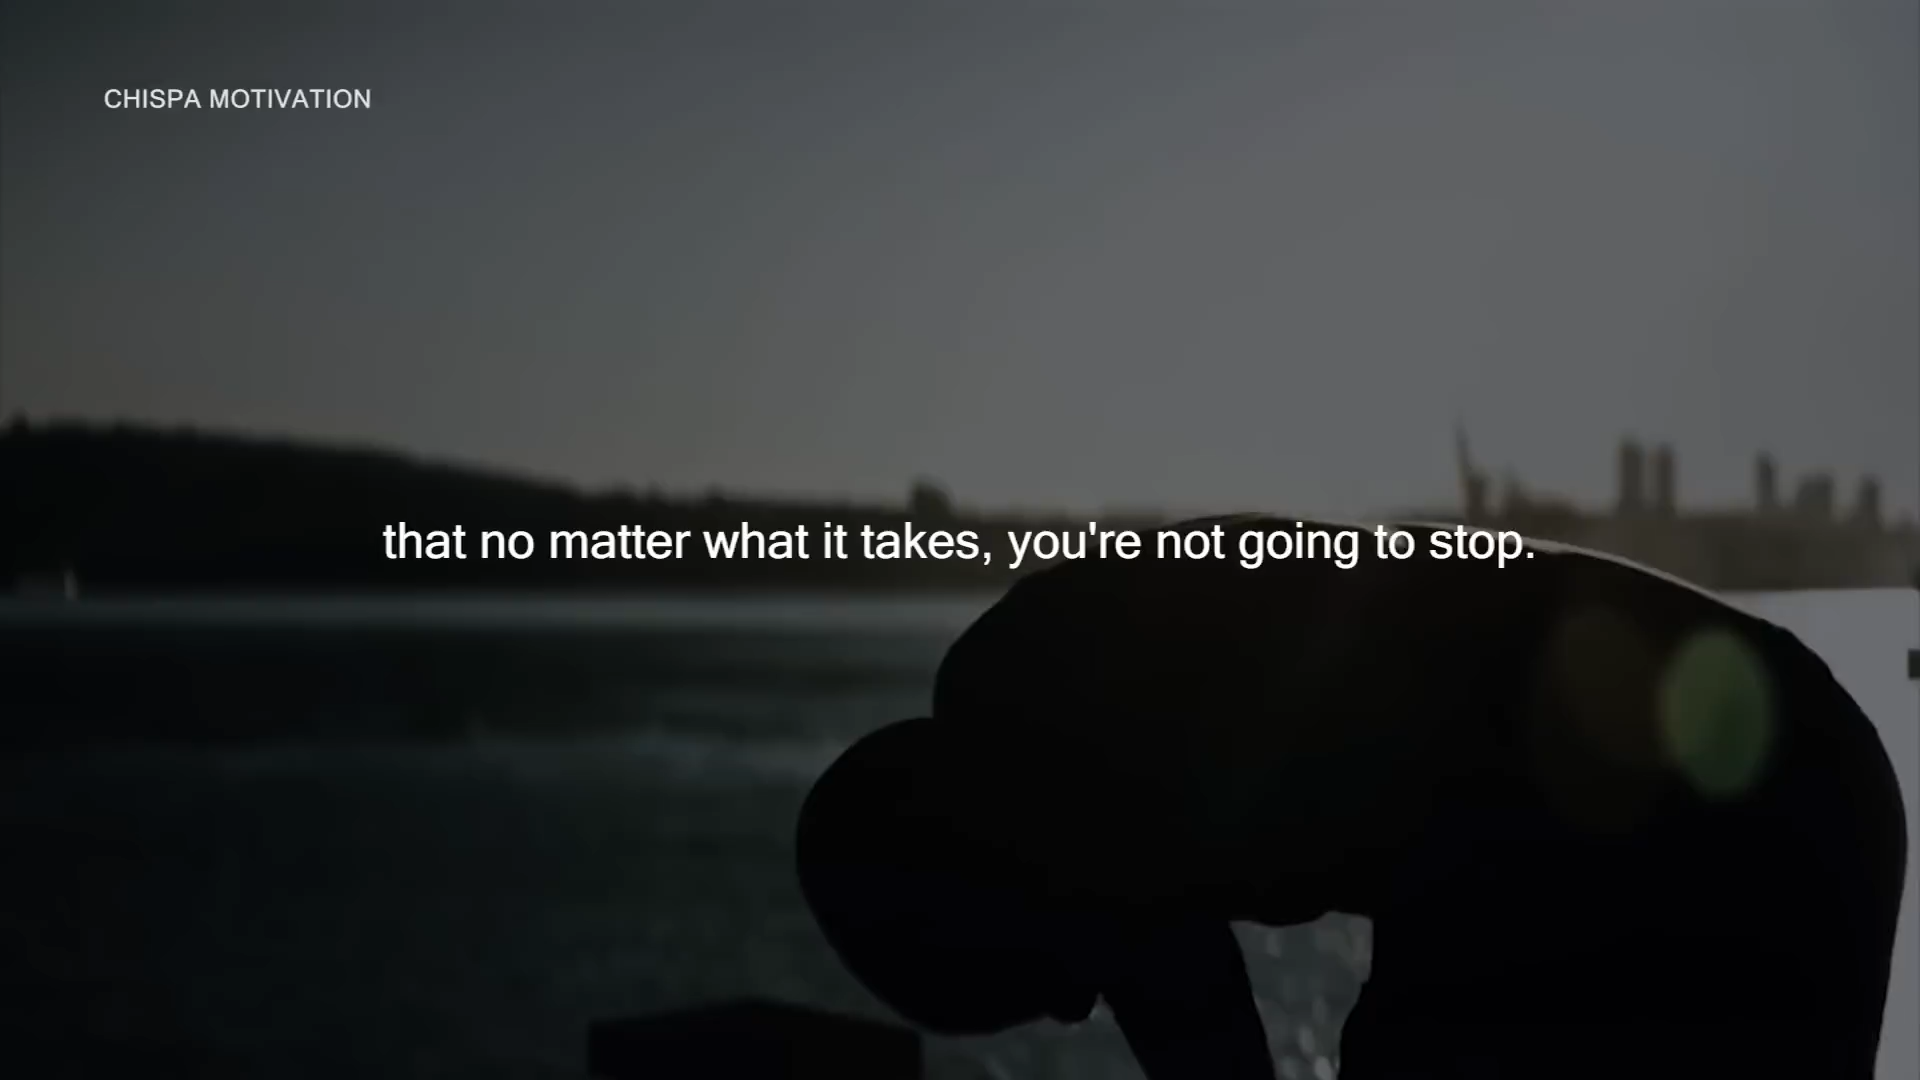 CHISPA MOTIVATION
that no matter what it takes, you're not going to stop.